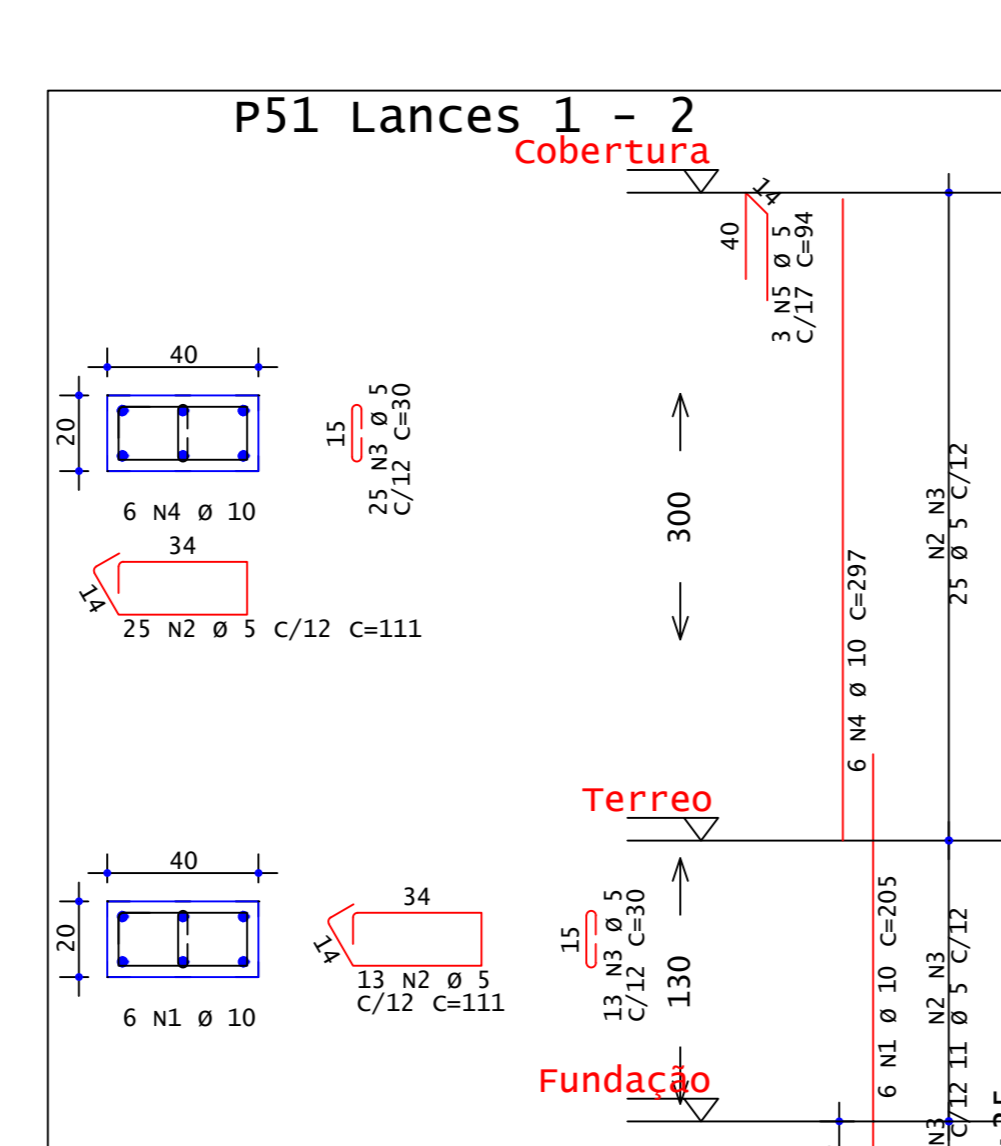 P51 Lances 1 - 2
Cobertura
14
40
3 N5 Ø 5
C/17 C=94
40
20
6 N4 Ø 10
15
25 N3 Ø 5
C/12 C=30
34
14
25 N2 Ø 5 C/12 C=111
300
6 N4 Ø 10 C=297
N2 N3
25 Ø 5 C/12
Terreo
40
20
6 N1 Ø 10
34
14
13 N2 Ø 5
C/12 C=111
15
13 N3 Ø 5
C/12 C=30
130
6 N1 Ø 10 C=205
N2 N3
11 Ø 5 C/12
Fundação
N3
C/12